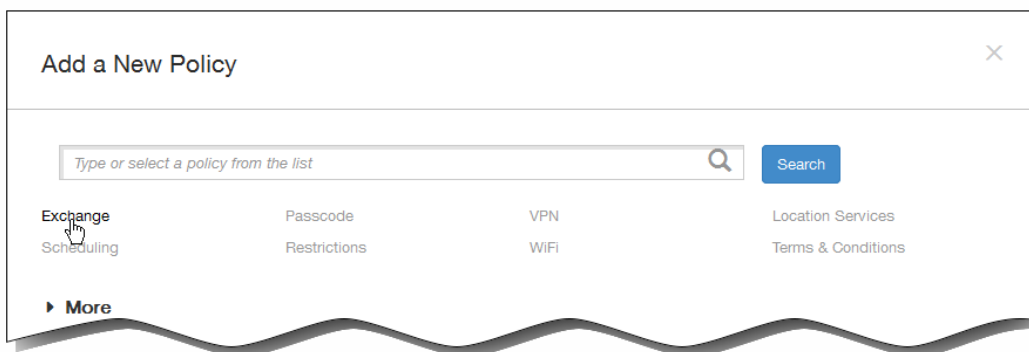 Add a New Policy
Type or select a policy from the list Search
Exchange Passcode VPN Location Services
Scheduling Restrictions WiFi Terms & Conditions
More